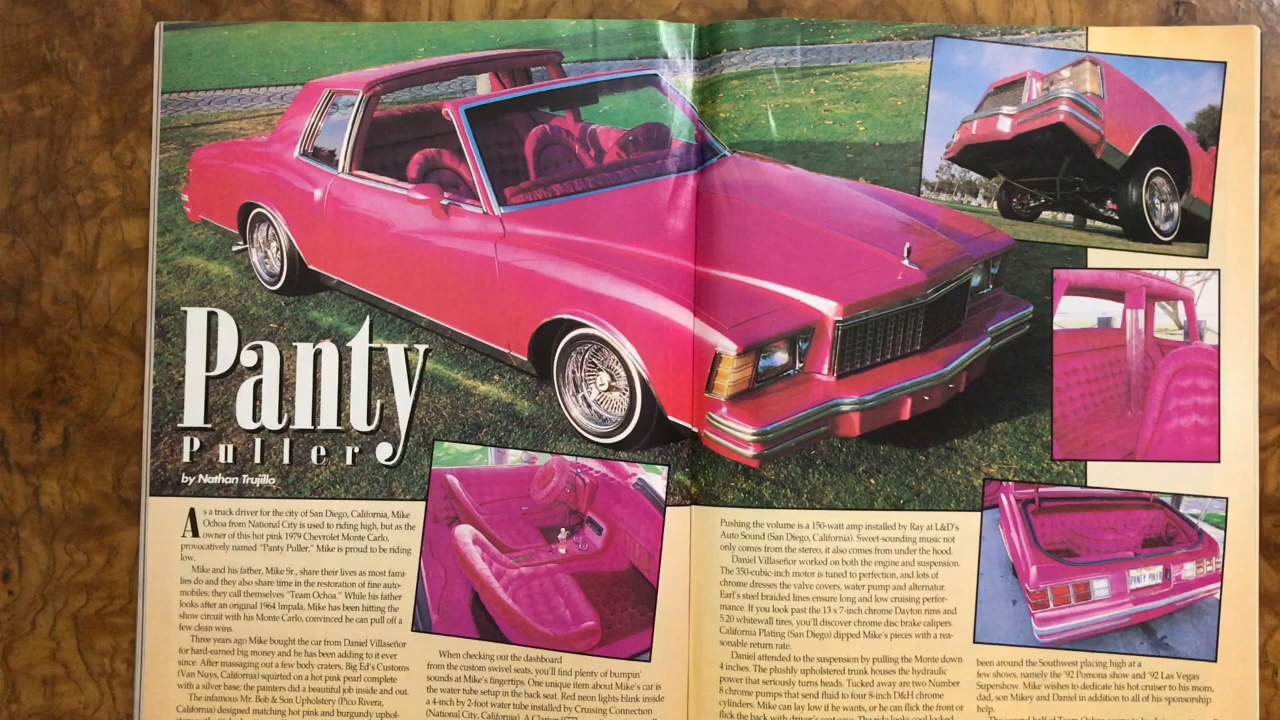 Panty
Puller
by Nathan Trujillo
As a truck driver for the city of San Diego, California, Mike
Ochoa from National City is used to riding high, but as the
owner of this hot pink 1979 Chevrolet Monte Carlo,
provocatively named "Panty Puller," Mike is proud to be riding
low.
Mike and his father, Mike Sr., share their lives as most fami-
lies do and they also share time in the restoration of fine auto-
mobiles; they call themselves "Team Ochoa." While his father
looks after an original 1964 Impala, Mike has been hitting the
show circuit with his Monte Carlo, convinced he can pull off a
few clean wins.
Three years ago Mike bought the car from Daniel Villaseñor
for hard-earned big money and he has been adding to it ever
since. After massaging out a few body craters, Big Ed's Customs
(Van Nuys, California) squirted on a hot pink pearl complete
with a silver base; the painters did a beautiful job inside and out.
The infamous Mr. Bob & Son Upholstery (Pico Rivera,
California) designed matching hot pink and burgundy uphol-
When checking out the dashboard
from the custom swivel seats, you'll find plenty of bumpin'
sounds at Mike's fingertips. One unique item about Mike's car is
the water tube setup in the back seat. Red neon lights blink inside
a 4-inch by 2-foot water tube installed by Cruising Connection
(National City, California). A Clarion
Pushing the volume is a 150-watt amp installed by Ray at L&D's
Auto Sound (San Diego, California). Sweet-sounding music not
only comes from the stereo, it also comes from under the hood.
Daniel Villaseñor worked on both the engine and suspension.
The 350-cubic-inch motor is tuned to perfection, and lots of
chrome dresses the valve covers, water pump and alternator.
Earl's steel braided lines ensure long and low cruising perfor-
mance. If you look past the 13 x 7-inch chrome Dayton rims and
5.20 whitewall tires, you'll discover chrome disc brake calipers.
California Plating (San Diego) dipped Mike's pieces with a rea-
sonable return rate.
Daniel attended to the suspension by pulling the Monte down
4 inches. The plushly upholstered trunk houses the hydraulic
power that seriously turns heads. Tucked away are two Number
8 chrome pumps that send fluid to four 8-inch D&H chrome
cylinders. Mike can lay low if he wants, or he can flick the front or
flick the back with driver's seat ease. The ride looks cool locked
PANTY PULER
been around the Southwest placing high at a
few shows, namely the '92 Pomona show and '92 Las Vegas
Supershow. Mike wishes to dedicate his hot cruiser to his mom,
dad, son Mikey and Daniel in addition to all of his sponsorship
help.